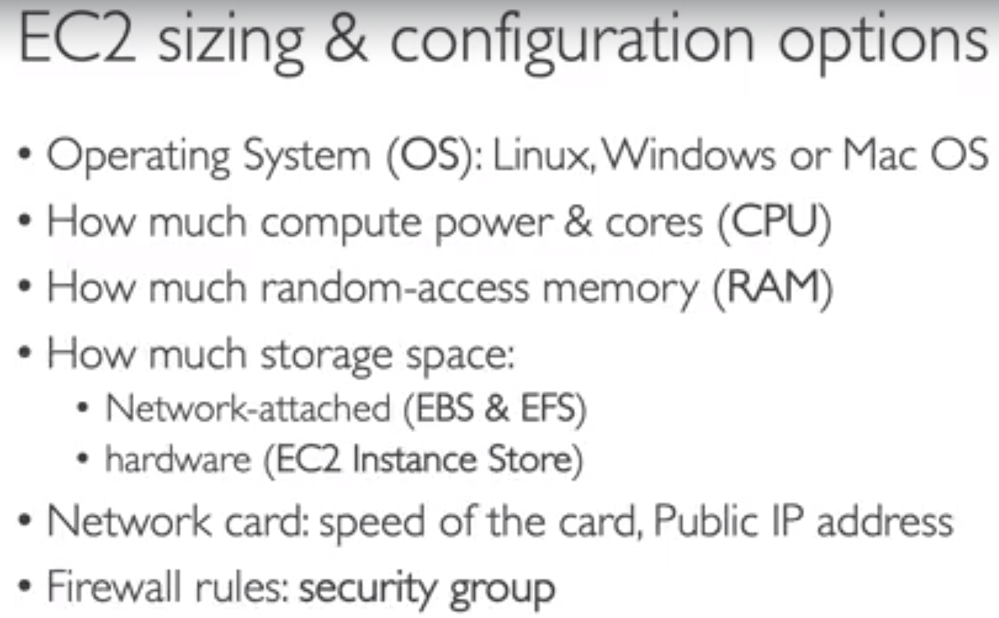 EC2 sizing & configuration options
• Operating System (OS): Linux, Windows or Mac OS
• How much compute power & cores (CPU)
• How much random-access memory (RAM)
• How much storage space:
• Network-attached (EBS & EFS)
• hardware (EC2 Instance Store)
• Network card: speed of the card, Public IP address
• Firewall rules: security group